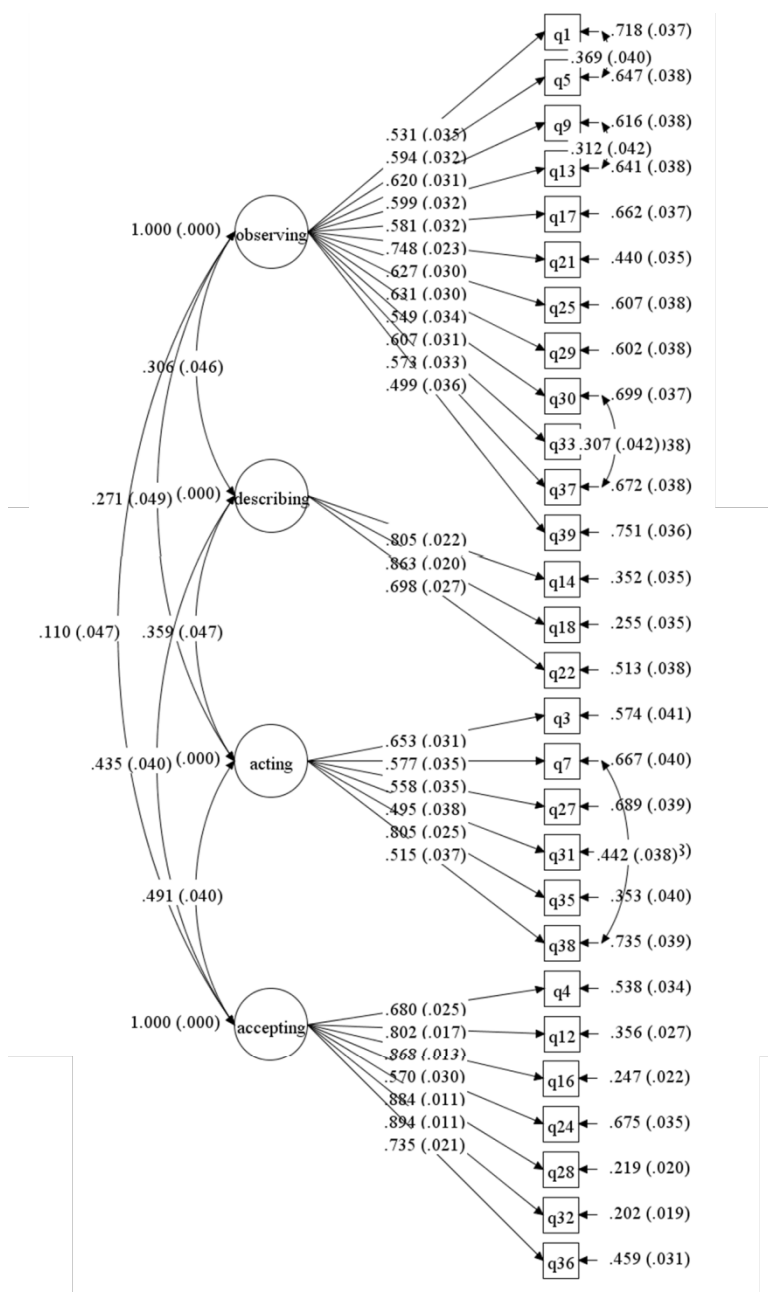 q1 .718 (.037)
.369 (.040)
q5 .647 (.038)
q9 .616 (.038)
.531 (.035)
.312 (.042)
.594 (.032)
q13 .641 (.038)
.620 (.031)
.599 (.032)
q17 .662 (.037)
.581 (.032)
1.000 (.000) observing
.748 (.023)
q21 .440 (.035)
.627 (.030)
.631 (.030)
q25 .607 (.038)
.549 (.034)
.607 (.031)
q29 .602 (.038)
.573 (.033)
.306 (.046)
.499 (.036)
q30 .699 (.037)
q33 .307 (.042) )38)
q37 .672 (.038)
.271 (.049) (.000) describing
q39 .751 (.036)
.805 (.022)
.863 (.020)
q14 .352 (.035)
.698 (.027)
q18 .255 (.035)
.110 (.047) .359 (.047)
q22 .513 (.038)
q3 .574 (.041)
.653 (.031)
.435 (.040) (.000) acting
.577 (.035)
q7 .667 (.040)
.558 (.035)
.495 (.038)
q27 .689 (.039)
.805 (.025)
.515 (.037)
q31 .442 (.038) 3)
.491 (.040)
q35 .353 (.040)
q38 .735 (.039)
q4 .538 (.034)
.680 (.025)
1.000 (.000) accepting
.802 (.017)
q12 .356 (.027)
.868 (.013)
.570 (.030)
q16 .247 (.022)
.884 (.011)
.894 (.011)
q24 .675 (.035)
.735 (.021)
q28 .219 (.020)
q32 .202 (.019)
q36 .459 (.031)